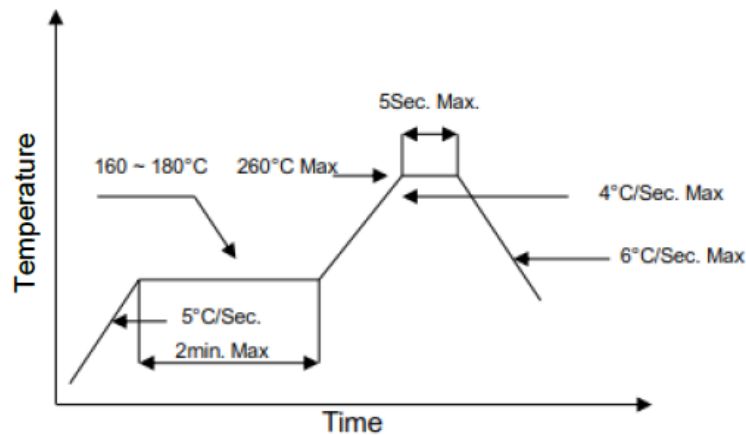 5Sec. Max.
160 ~ 180°C
260°C Max
4°C/Sec. Max
6°C/Sec. Max
5°C/Sec.
2min. Max
Temperature
Time